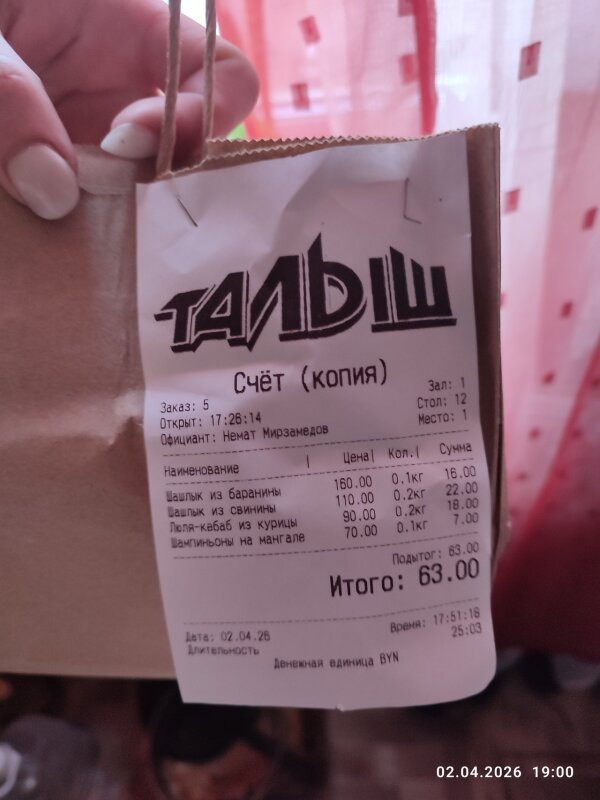 ТАЛЫШ
Счёт (копия)
Заказ: 5 Зал: 1
Открыт: 17:26:14 Стол: 12
Официант: Немат Мирзамедов Место: 1
Наименование | Цена| Кол.| Сумма
Шашлык из баранины 160.00 0.1кг 16.00
Шашлык из свинины 110.00 0.2кг 22.00
Люля-кебаб из курицы 90.00 0.2кг 18.00
Шампиньоны на мангале 70.00 0.1кг 7.00
Подытог: 63.00
Итого: 63.00
Дата: 02.04.26 Время: 17:51:18
Длительность 25:03
Денежная единица BYN
02.04.2026 19:00